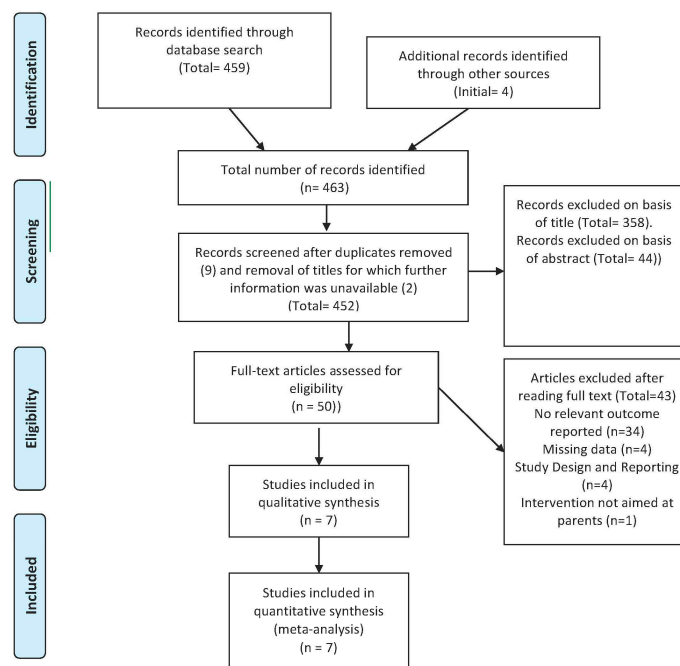 Identification
Records identified through
database search
(Total= 459)
Additional records identified
through other sources
(Initial= 4)
Total number of records identified
(n= 463)
Screening
Records screened after duplicates removed
(9) and removal of titles for which further
information was unavailable (2)
(Total= 452)
Records excluded on basis
of title (Total= 358).
Records excluded on basis
of abstract (Total= 44))
Eligibility
Full-text articles assessed for
eligibility
(n = 50))
Articles excluded after
reading full text (Total=43)
No relevant outcome
reported (n=34)
Missing data (n=4)
Study Design and Reporting
(n=4)
Intervention not aimed at
parents (n=1)
Studies included in
qualitative synthesis
(n = 7)
Included
Studies included in
quantitative synthesis
(meta-analysis)
(n = 7)